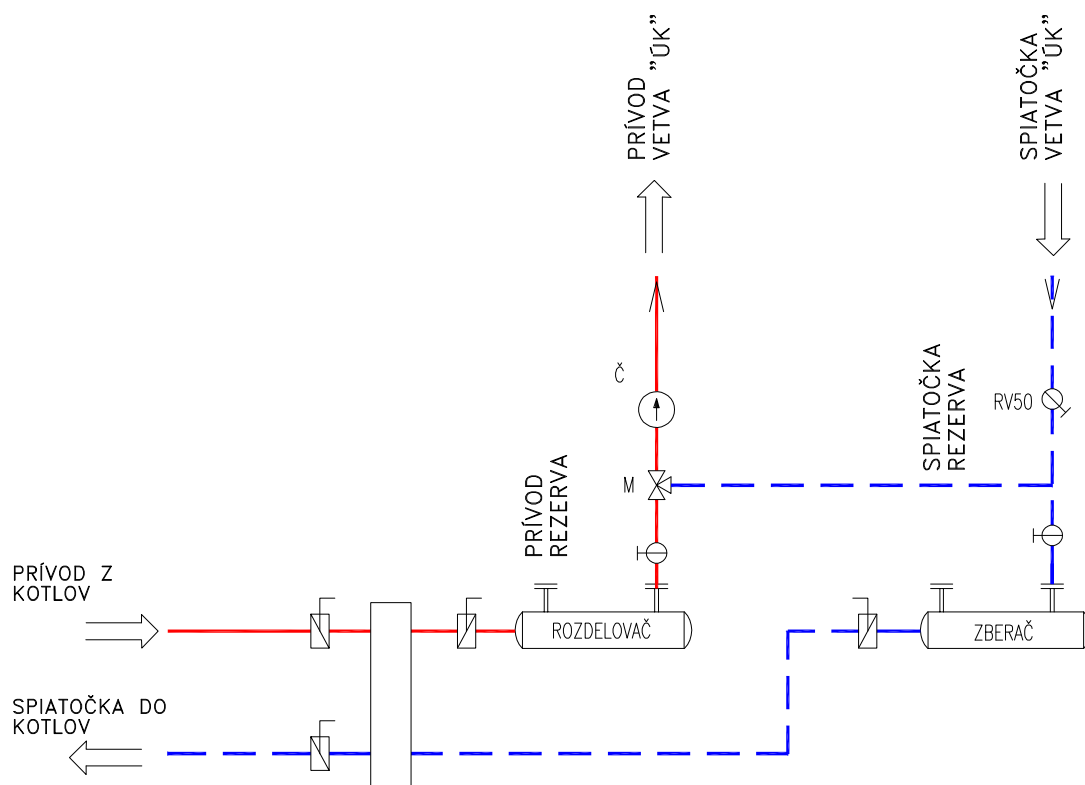 PRÍVOD
VETVA "ÚK"
SPIATOČKA
VETVA "ÚK"
Č
RV50
SPIATOČKA
REZERVA
M
PRÍVOD
REZERVA
PRÍVOD Z
KOTLOV
ROZDELOVAČ
ZBERAČ
SPIATOČKA DO
KOTLOV